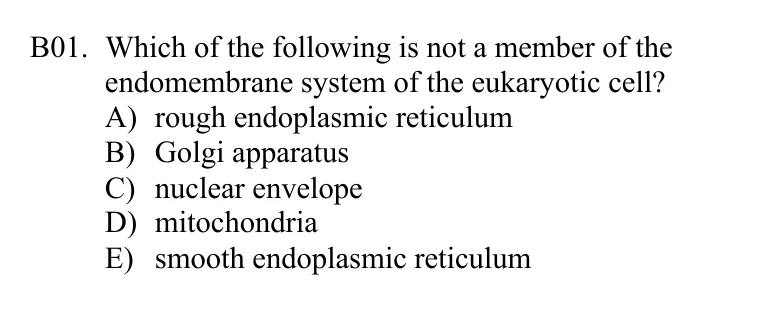 B01. Which of the following is not a member of the
endomembrane system of the eukaryotic cell?
A) rough endoplasmic reticulum
B) Golgi apparatus
C) nuclear envelope
D) mitochondria
E) smooth endoplasmic reticulum